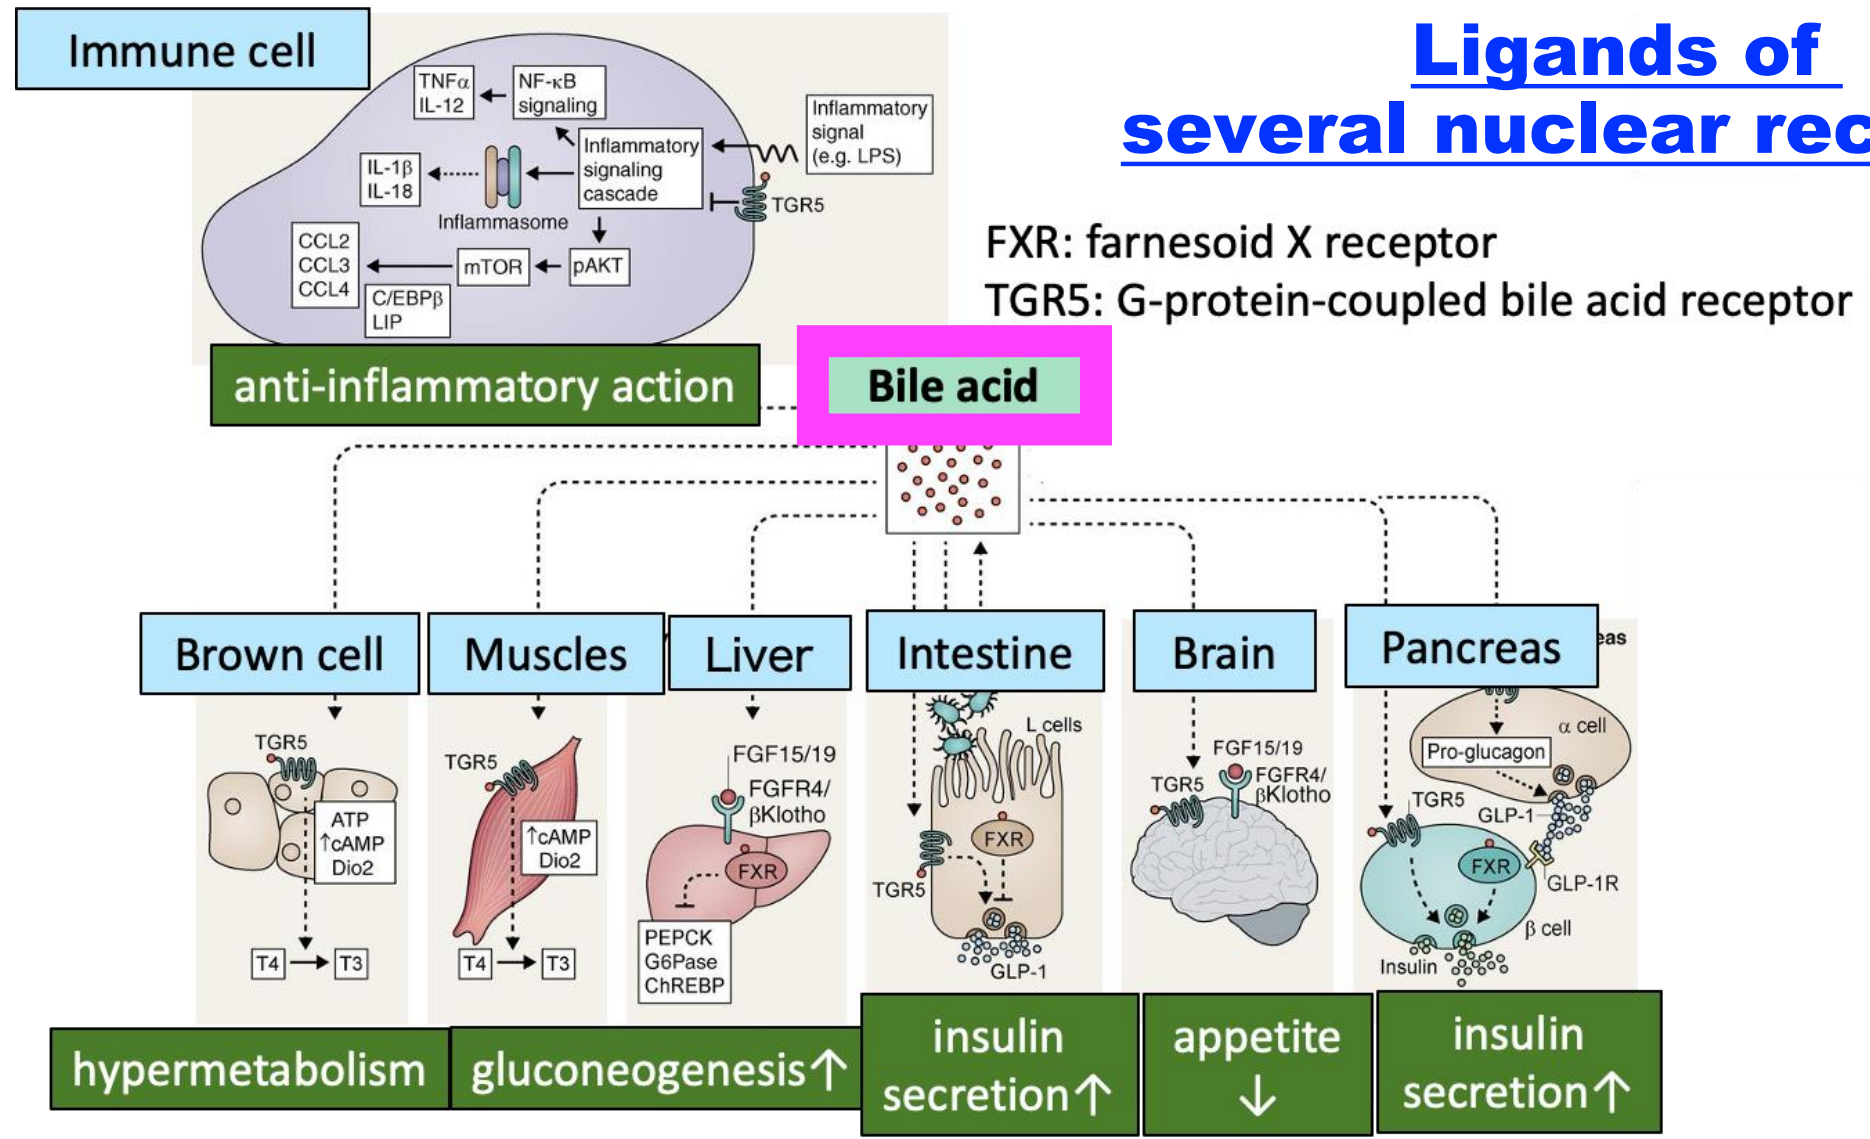 Immune cell
Ligands of
several nuclear rec
FXR: farnesoid X receptor
TGR5: G-protein-coupled bile acid receptor
TNFα
IL-12
NF-κB
signaling
Inflammatory
signal
(e.g. LPS)
Inflammatory
signaling
cascade
IL-1β
IL-18
Inflammasome
TGR5
CCL2
CCL3
CCL4
mTOR
pAKT
C/EBPβ
LIP
anti-inflammatory action
Bile acid
Brown cell
Muscles
Liver
Intestine
Brain
Pancreas
eas
TGR5
ATP
↑cAMP
Dio2
T4
T3
TGR5
↑cAMP
Dio2
T4
T3
FGF15/19
FGFR4/
βKlotho
FXR
PEPCK
G6Pase
ChREBP
L cells
FXR
TGR5
GLP-1
FGF15/19
TGR5
FGFR4/
βKlotho
α cell
Pro-glucagon
TGR5
GLP-1
FXR
GLP-1R
β cell
Insulin
hypermetabolism
gluconeogenesis↑
insulin
secretion↑
appetite
↓
insulin
secretion↑